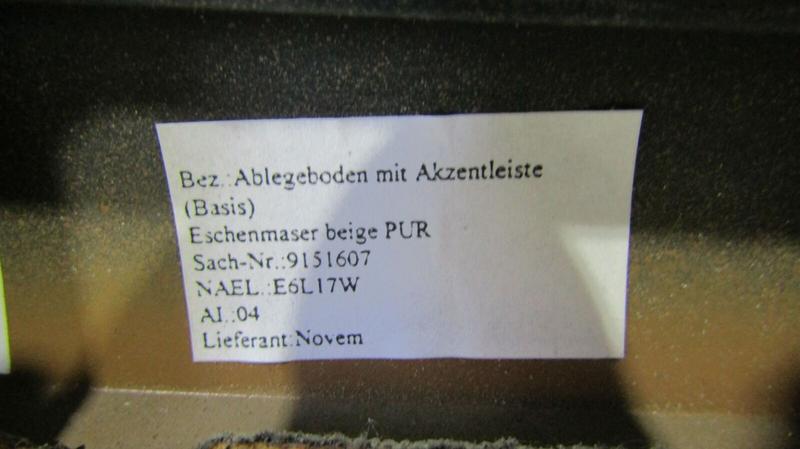 Bez.:Ablegeboden mit Akzentleiste
(Basis)
Eschenmaser beige PUR
Sach-Nr.:9151607
NAEL.:E6L17W
AI.:04
Lieferant:Novem